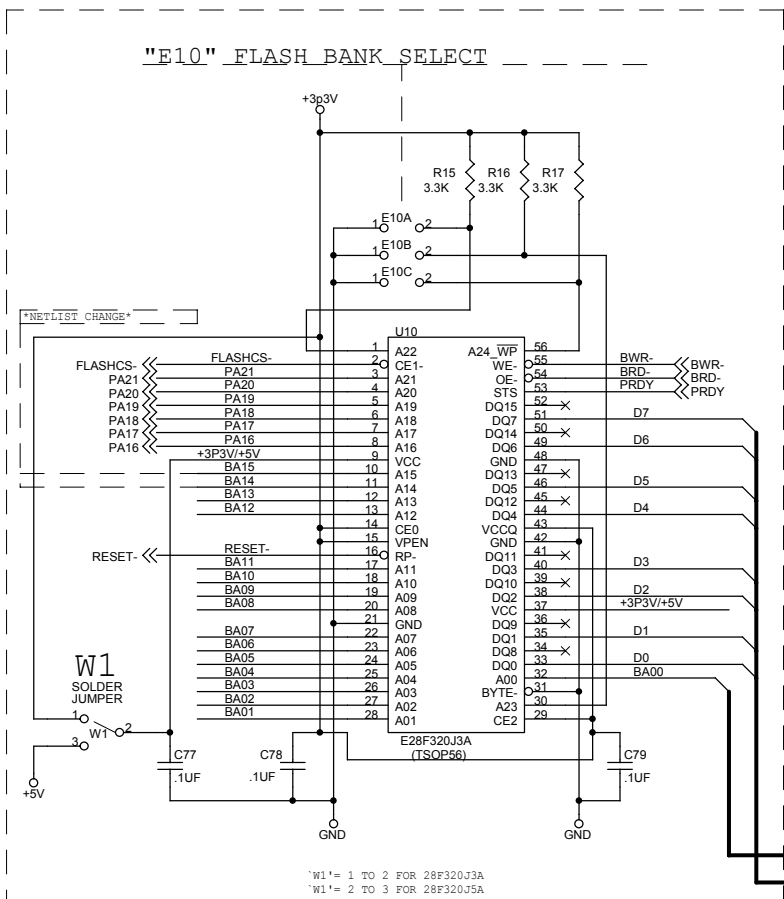 "E10" FLASH BANK SELECT
+3p3V
R15 R16 R17
3.3K 3.3K 3.3K
1 E10A 2
1 E10B 2
1 E10C 2
*NETLIST CHANGE*
U10
1 A22 A24_WP 56
FLASHCS- FLASHCS- 2 CE1- WE- 55 BWR- BWR-
PA21 PA21 3 A21 OE- 54 BRD- BRD-
PA20 PA20 4 A20 STS 53 PRDY PRDY
PA19 PA19 5 A19 DQ15 52
PA18 PA18 6 A18 DQ7 51 D7
PA17 PA17 7 A17 DQ14 50
PA16 PA16 8 A16 DQ6 49 D6
+3P3V/+5V 9 VCC GND 48
BA15 10 A15 DQ13 47
BA14 11 A14 DQ5 46 D5
BA13 12 A13 DQ12 45
BA12 13 A12 DQ4 44 D4
14 CE0 VCCQ 43
15 VPEN GND 42
RESET- RESET- 16 RP- DQ11 41
BA11 17 A11 DQ3 40 D3
BA10 18 A10 DQ10 39
BA09 19 A09 DQ2 38 D2
BA08 20 A08 VCC 37 +3P3V/+5V
21 GND DQ9 36
BA07 22 A07 DQ1 35 D1
BA06 23 A06 DQ8 34
BA05 24 A05 DQ0 33 D0
BA04 25 A04 A00 32 BA00
BA03 26 A03 BYTE- 31
BA02 27 A02 A23 30
BA01 28 A01 CE2 29
E28F320J3A
(TSOP56)
W1
SOLDER
JUMPER
1
W1 2
3
+5V
C77
.1UF
C78
.1UF
C79
.1UF
GND GND
`W1'= 1 TO 2 FOR 28F320J3A
`W1'= 2 TO 3 FOR 28F320J5A